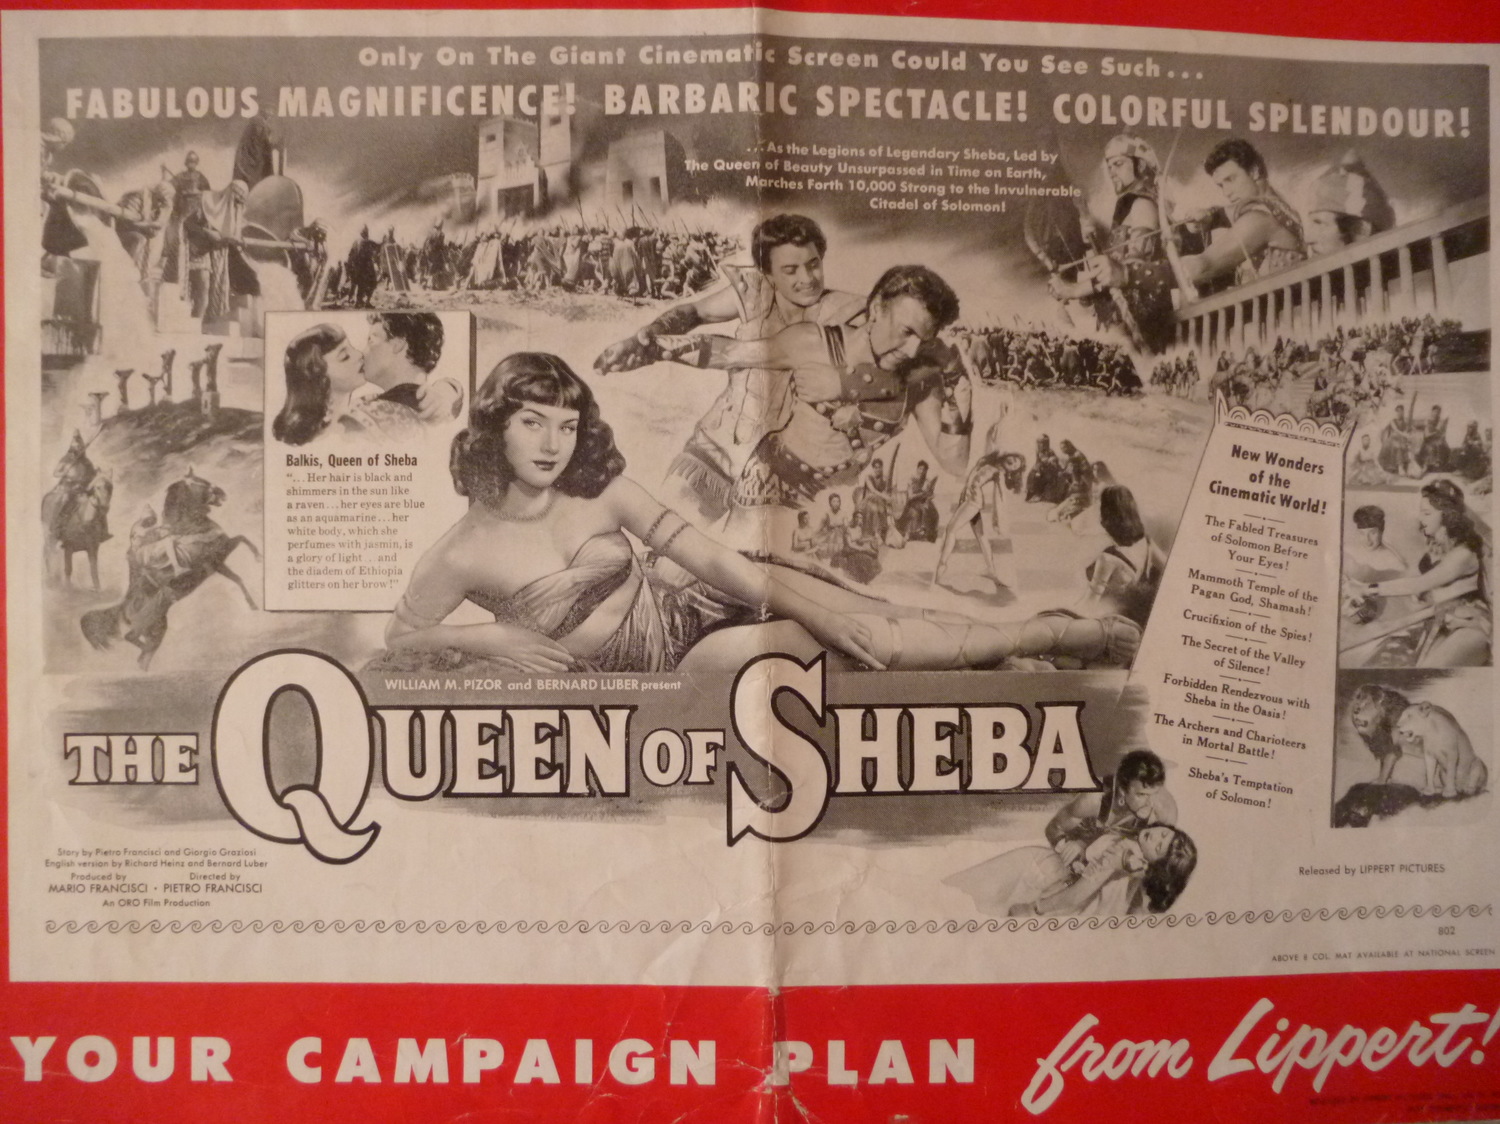 Only On The Giant Cinematic Screen Could You See Such...
FABULOUS MAGNIFICENCE! BARBARIC SPECTACLE! COLORFUL SPLENDOUR!
...As the Legions of Legendary Sheba, Led by
The Queen of Beauty Unsurpassed in Time on Earth,
Marches Forth 10,000 Strong to the Invulnerable
Citadel of Solomon!
Balkis, Queen of Sheba
"...Her hair is black and
shimmers in the sun like
a raven...her eyes are blue
as an aquamarine...her
white body, which she
perfumes with jasmin, is
a glory of light...and
the diadem of Ethiopia
glitters on her brow!"
New Wonders
of the
Cinematic World!
The Fabled Treasures
of Solomon Before
Your Eyes!
Mammoth Temple of the
Pagan God, Shamash!
Crucifixion of the Spies!
The Secret of the Valley
of Silence!
Forbidden Rendezvous with
Sheba in the Oasis!
The Archers and Charioteers
in Mortal Battle!
Sheba's Temptation
of Solomon!
WILLIAM M. PIZOR and BERNARD LUBER present
THE QUEEN OF SHEBA
Story by Pietro Francisci and Giorgio Graziosi
English version by Richard Heinz and Bernard Luber
Produced by Directed by
MARIO FRANCISCI • PIETRO FRANCISCI
An ORO Film Production
Released by LIPPERT PICTURES
802
ABOVE 8 COL. MAT AVAILABLE AT NATIONAL SCREEN
YOUR CAMPAIGN PLAN from Lippert!